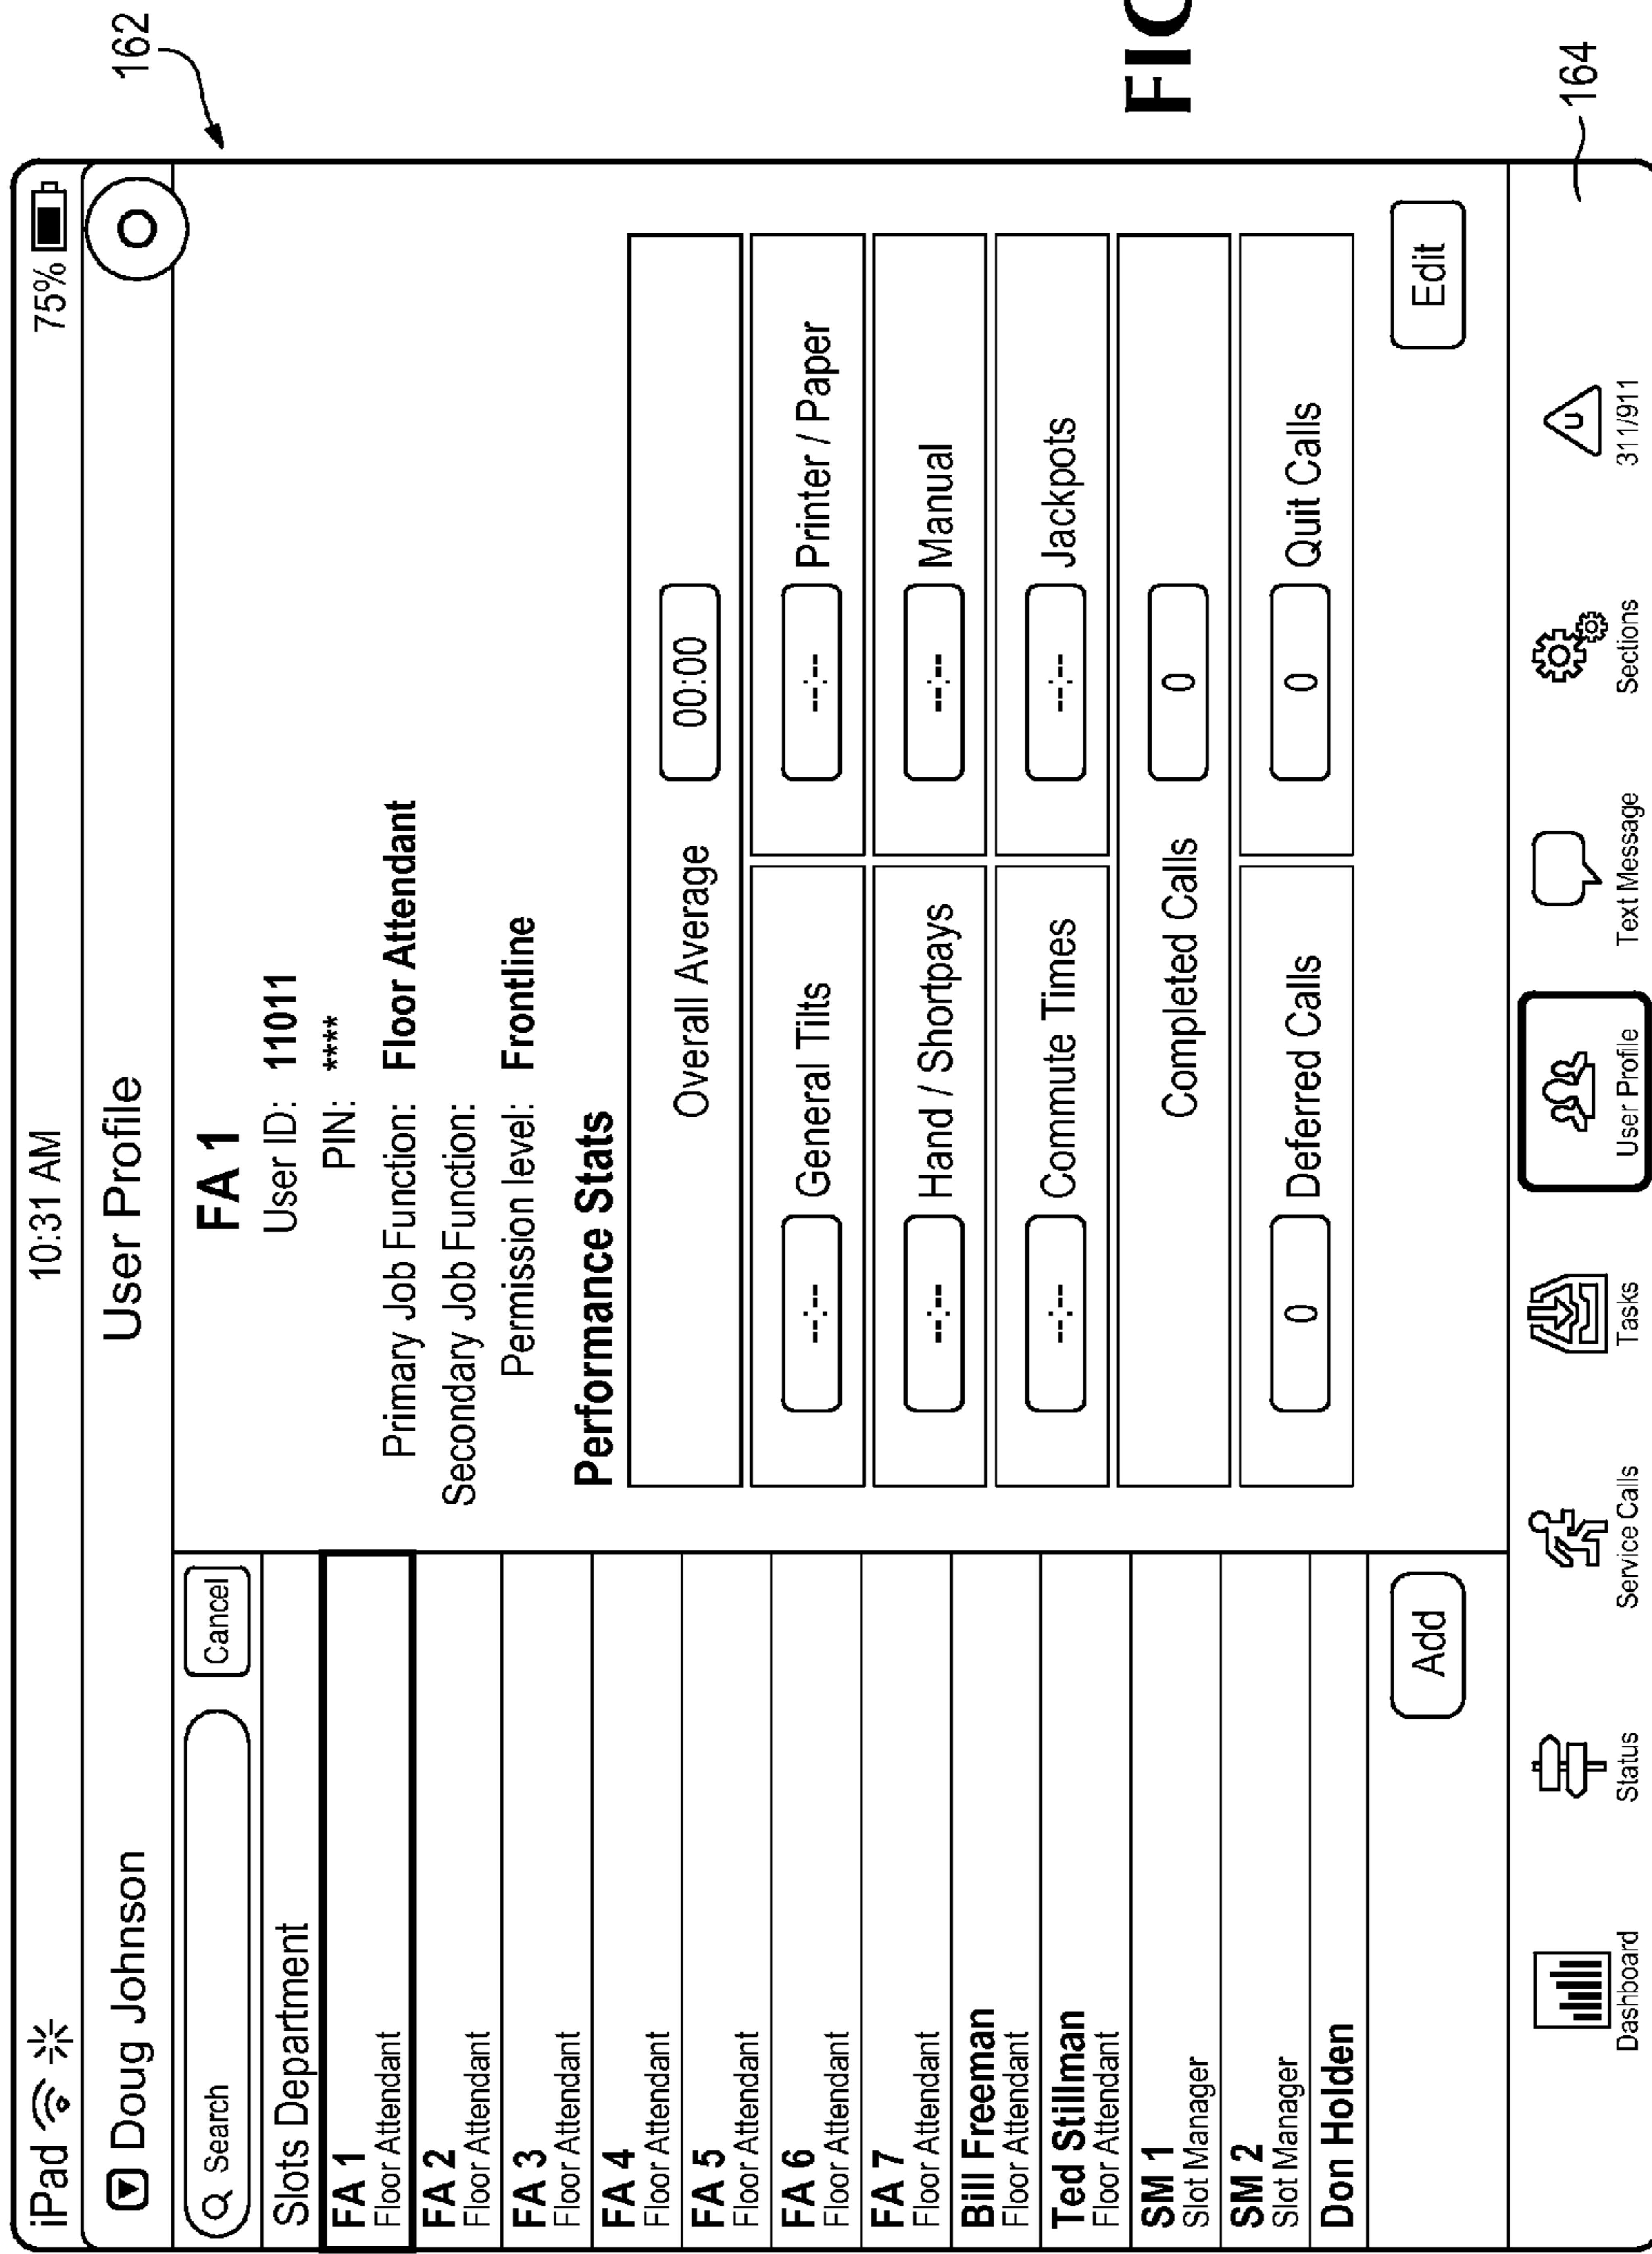 iPad 10:31 AM 75%
Doug Johnson User Profile
162
Search Cancel
Slots Department
FA 1
Floor Attendant
FA 2
Floor Attendant
FA 3
Floor Attendant
FA 4
Floor Attendant
FA 5
Floor Attendant
FA 6
Floor Attendant
FA 7
Floor Attendant
Bill Freeman
Floor Attendant
Ted Stillman
Floor Attendant
SM 1
Slot Manager
SM 2
Slot Manager
Don Holden
Add
FA 1
User ID: 11011
PIN: ****
Primary Job Function: Floor Attendant
Secondary Job Function:
Permission level: Frontline
Performance Stats
Overall Average 00:00
--:-- General Tilts --:-- Printer / Paper
--:-- Hand / Shortpays --:-- Manual
--:-- Commute Times --:-- Jackpots
Completed Calls 0
0 Deferred Calls 0 Quit Calls
Edit
Dashboard Status Service Calls Tasks User Profile Text Message Sections 311/911
164